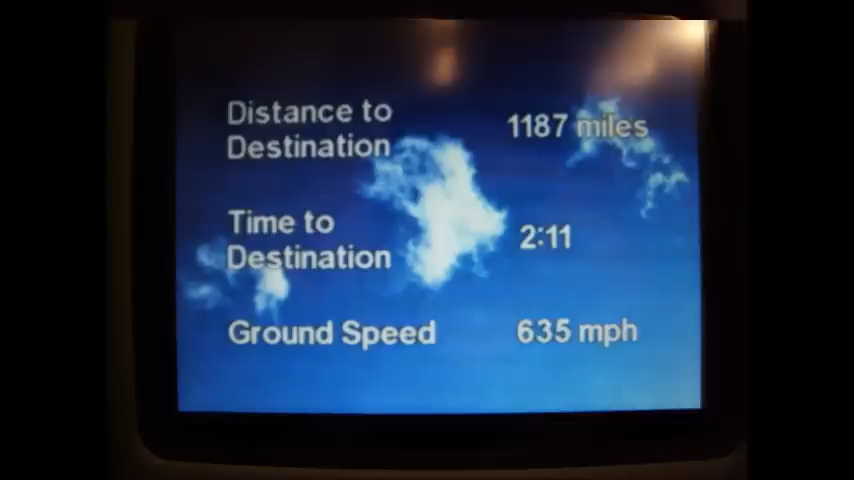 Distance to
Destination
1187 miles
Time to
Destination
2:11
Ground Speed
635 mph